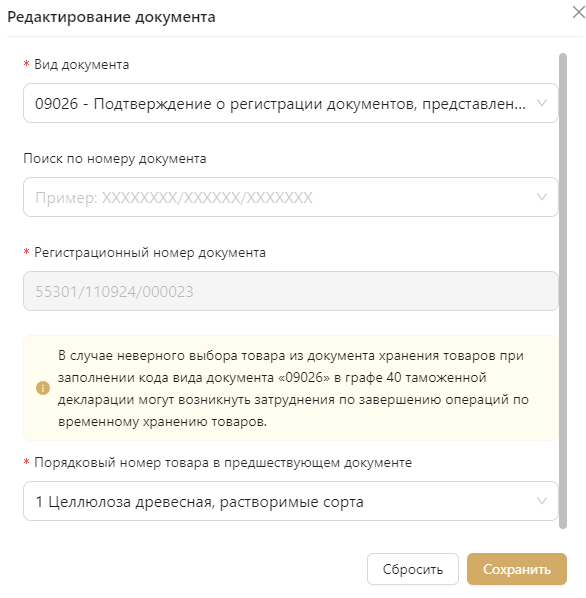 Редактирование документа
* Вид документа
09026 - Подтверждение о регистрации документов, представлен...
Поиск по номеру документа
Пример: XXXXXXXX/XXXXXX/XXXXXXX
* Регистрационный номер документа
55301/110924/000023
В случае неверного выбора товара из документа хранения товаров при
заполнении кода вида документа «09026» в графе 40 таможенной
декларации могут возникнуть затруднения по завершению операций по
временному хранению товаров.
* Порядковый номер товара в предшествующем документе
1 Целлюлоза древесная, растворимые сорта
Сбросить
Сохранить